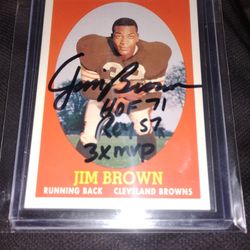 Jim Brown
HOF 71
ROY 57
3x MVP
JIM BROWN
RUNNING BACK CLEVELAND BROWNS